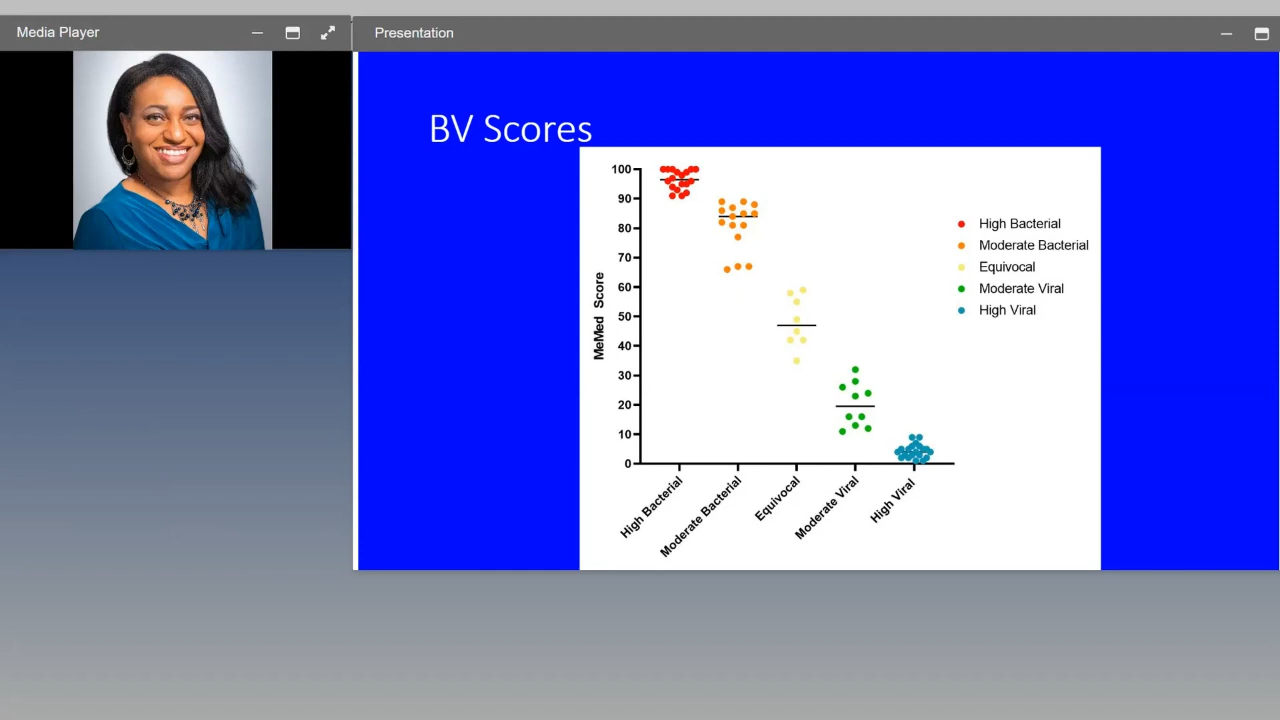 Media Player
Presentation
BV Scores
100
90
80
70
60
50
40
30
20
10
0
MeMed Score
High Bacterial
Moderate Bacterial
Equivocal
Moderate Viral
High Viral
High Bacterial
Moderate Bacterial
Equivocal
Moderate Viral
High Viral